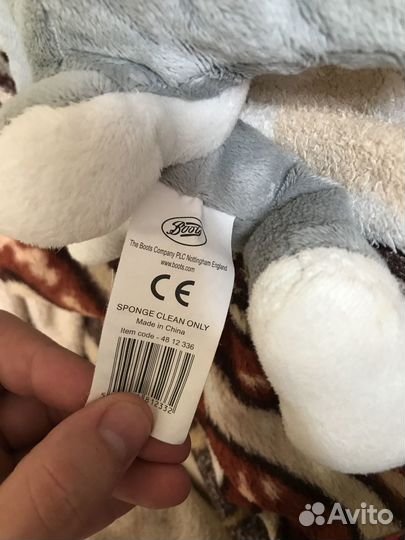 Boots
The Boots Company PLC Nottingham England
www.boots.com
CE
SPONGE CLEAN ONLY
Made in China
Item code - 48 12 336
Avito